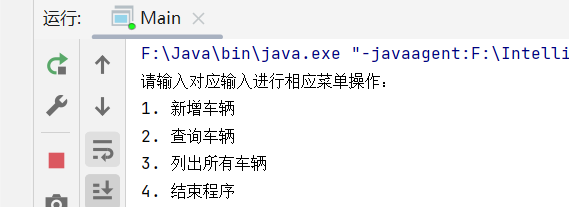 运行: Main
F:\Java\bin\java.exe "-javaagent:F:\Intelli
请输入对应输入进行相应菜单操作:
1. 新增车辆
2. 查询车辆
3. 列出所有车辆
4. 结束程序